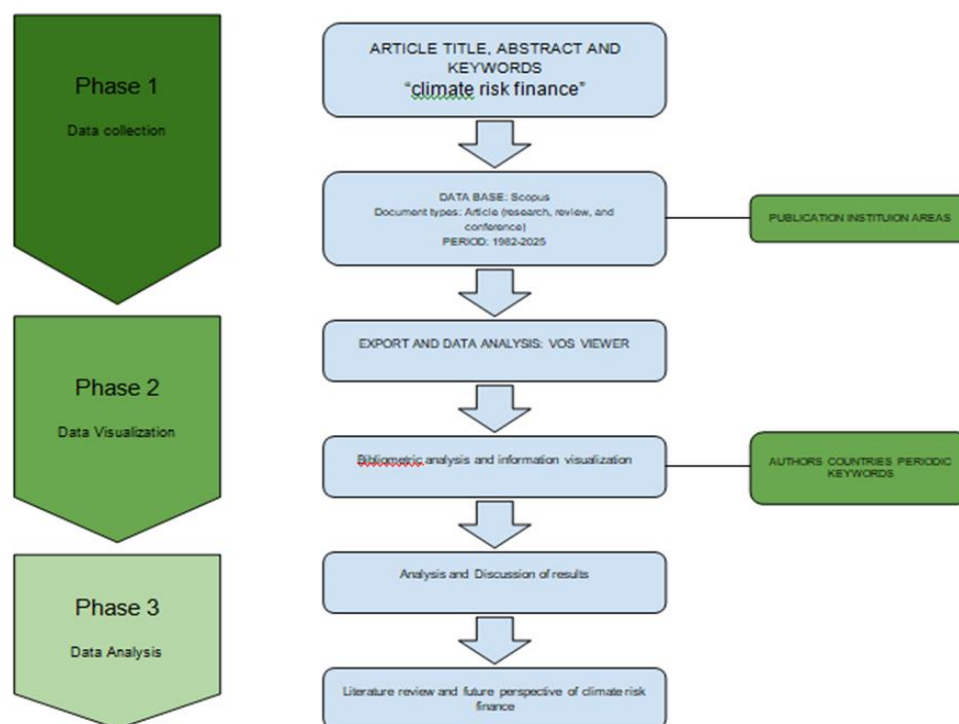 Phase 1
Data collection
ARTICLE TITLE, ABSTRACT AND
KEYWORDS
“climate risk finance”
DATA BASE: Scopus
Document types: Article (research, review, and
conference)
PERIOD: 1982-2025
PUBLICATION INSTITUION AREAS
EXPORT AND DATA ANALYSIS: VOS VIEWER
Phase 2
Data Visualization
Bibliometric analysis and information visualization
AUTHORS COUNTRIES PERIODIC
KEYWORDS
Analysis and Discussion of results
Phase 3
Data Analysis
Literature review and future perspective of climate risk
finance